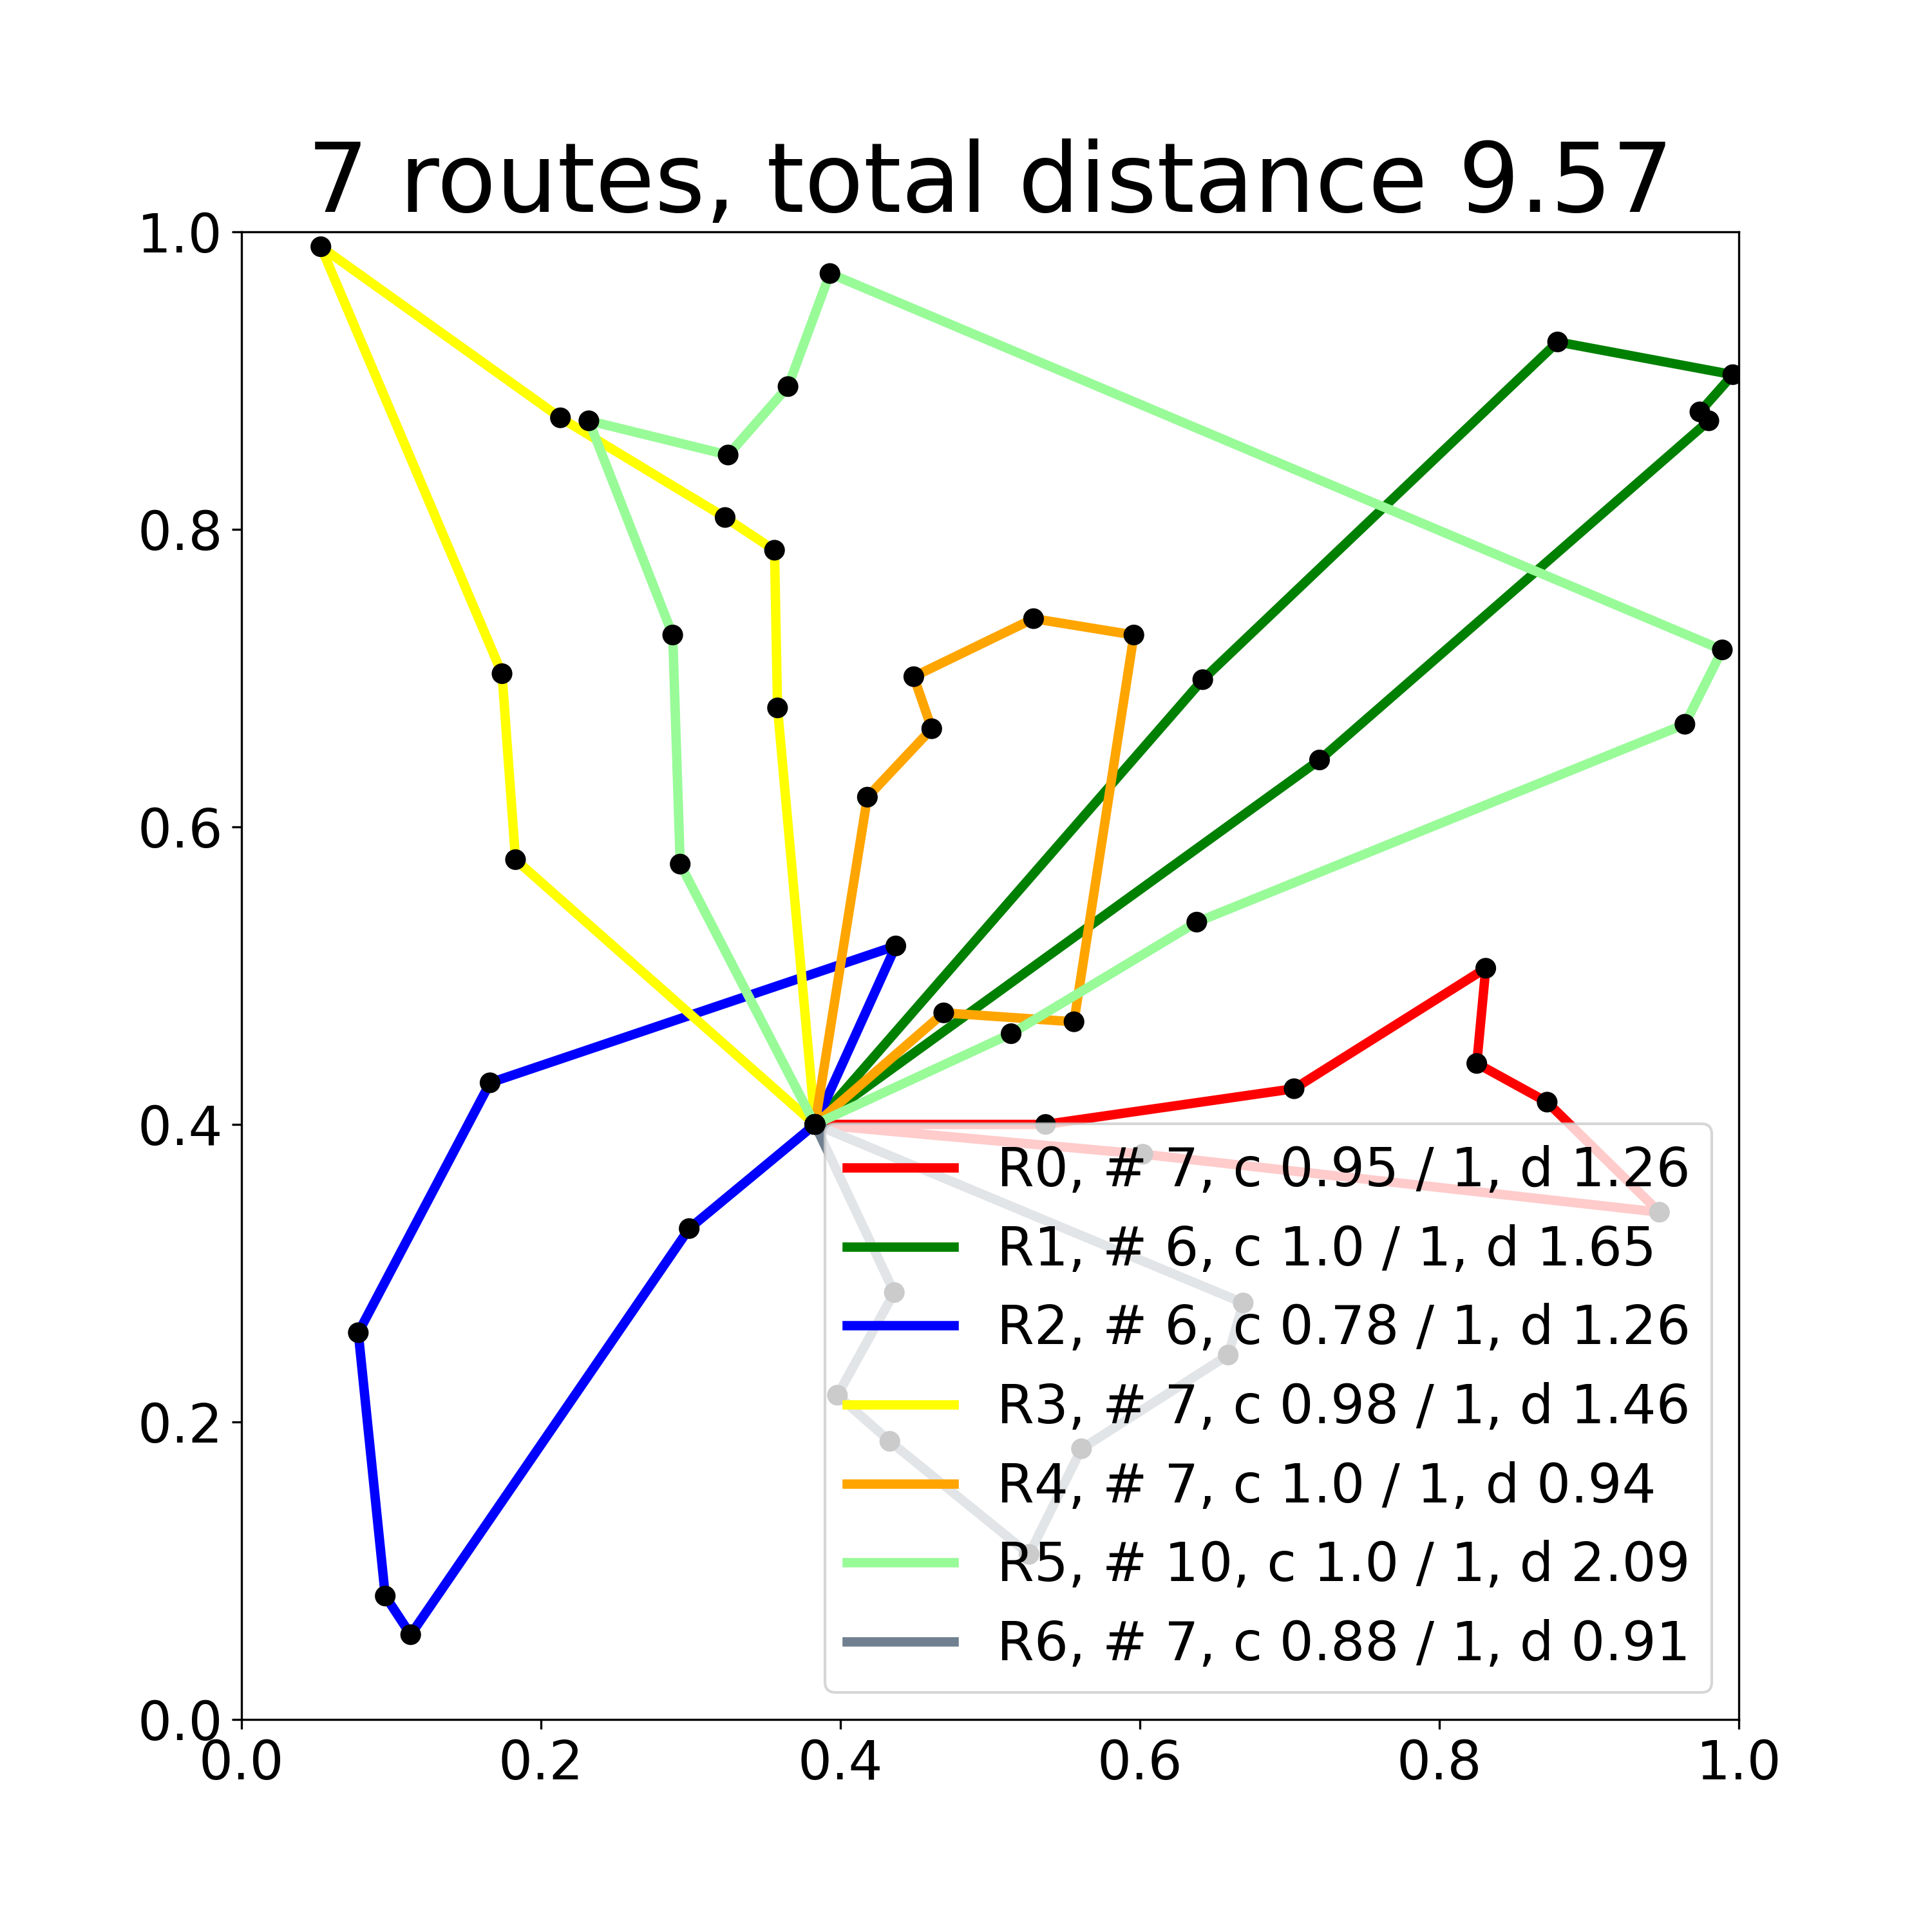 7 routes, total distance 9.57
1.0
0.8
0.6
0.4
0.2
0.0
R0, # 7, c 0.95 / 1, d 1.26
R1, # 6, c 1.0 / 1, d 1.65
R2, # 6, c 0.78 / 1, d 1.26
R3, # 7, c 0.98 / 1, d 1.46
R4, # 7, c 1.0 / 1, d 0.94
R5, # 10, c 1.0 / 1, d 2.09
R6, # 7, c 0.88 / 1, d 0.91
0.0 0.2 0.4 0.6 0.8 1.0